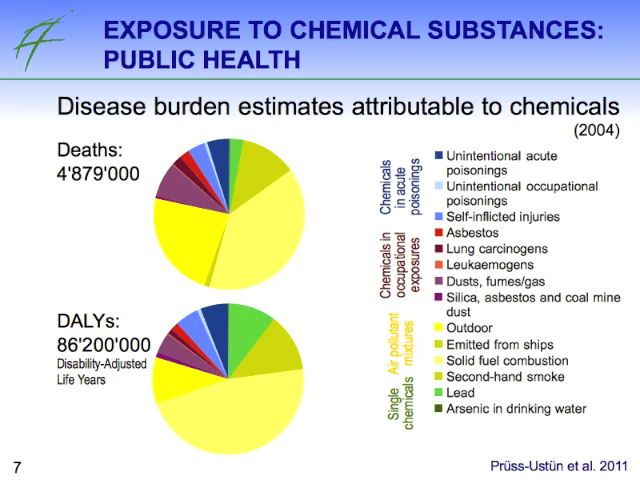 EXPOSURE TO CHEMICAL SUBSTANCES:
PUBLIC HEALTH
Disease burden estimates attributable to chemicals
(2004)
Deaths:
4'879'000
DALYs:
86'200'000
Disability-Adjusted
Life Years
Chemicals
in acute
poisonings
Chemicals in
occupational
exposures
Air pollutant
mixtures
Single
chemicals
Unintentional acute
poisonings
Unintentional occupational
poisonings
Self-inflicted injuries
Asbestos
Lung carcinogens
Leukaemogens
Dusts, fumes/gas
Silica, asbestos and coal mine
dust
Outdoor
Emitted from ships
Solid fuel combustion
Second-hand smoke
Lead
Arsenic in drinking water
7
Prüss-Ustün et al. 2011